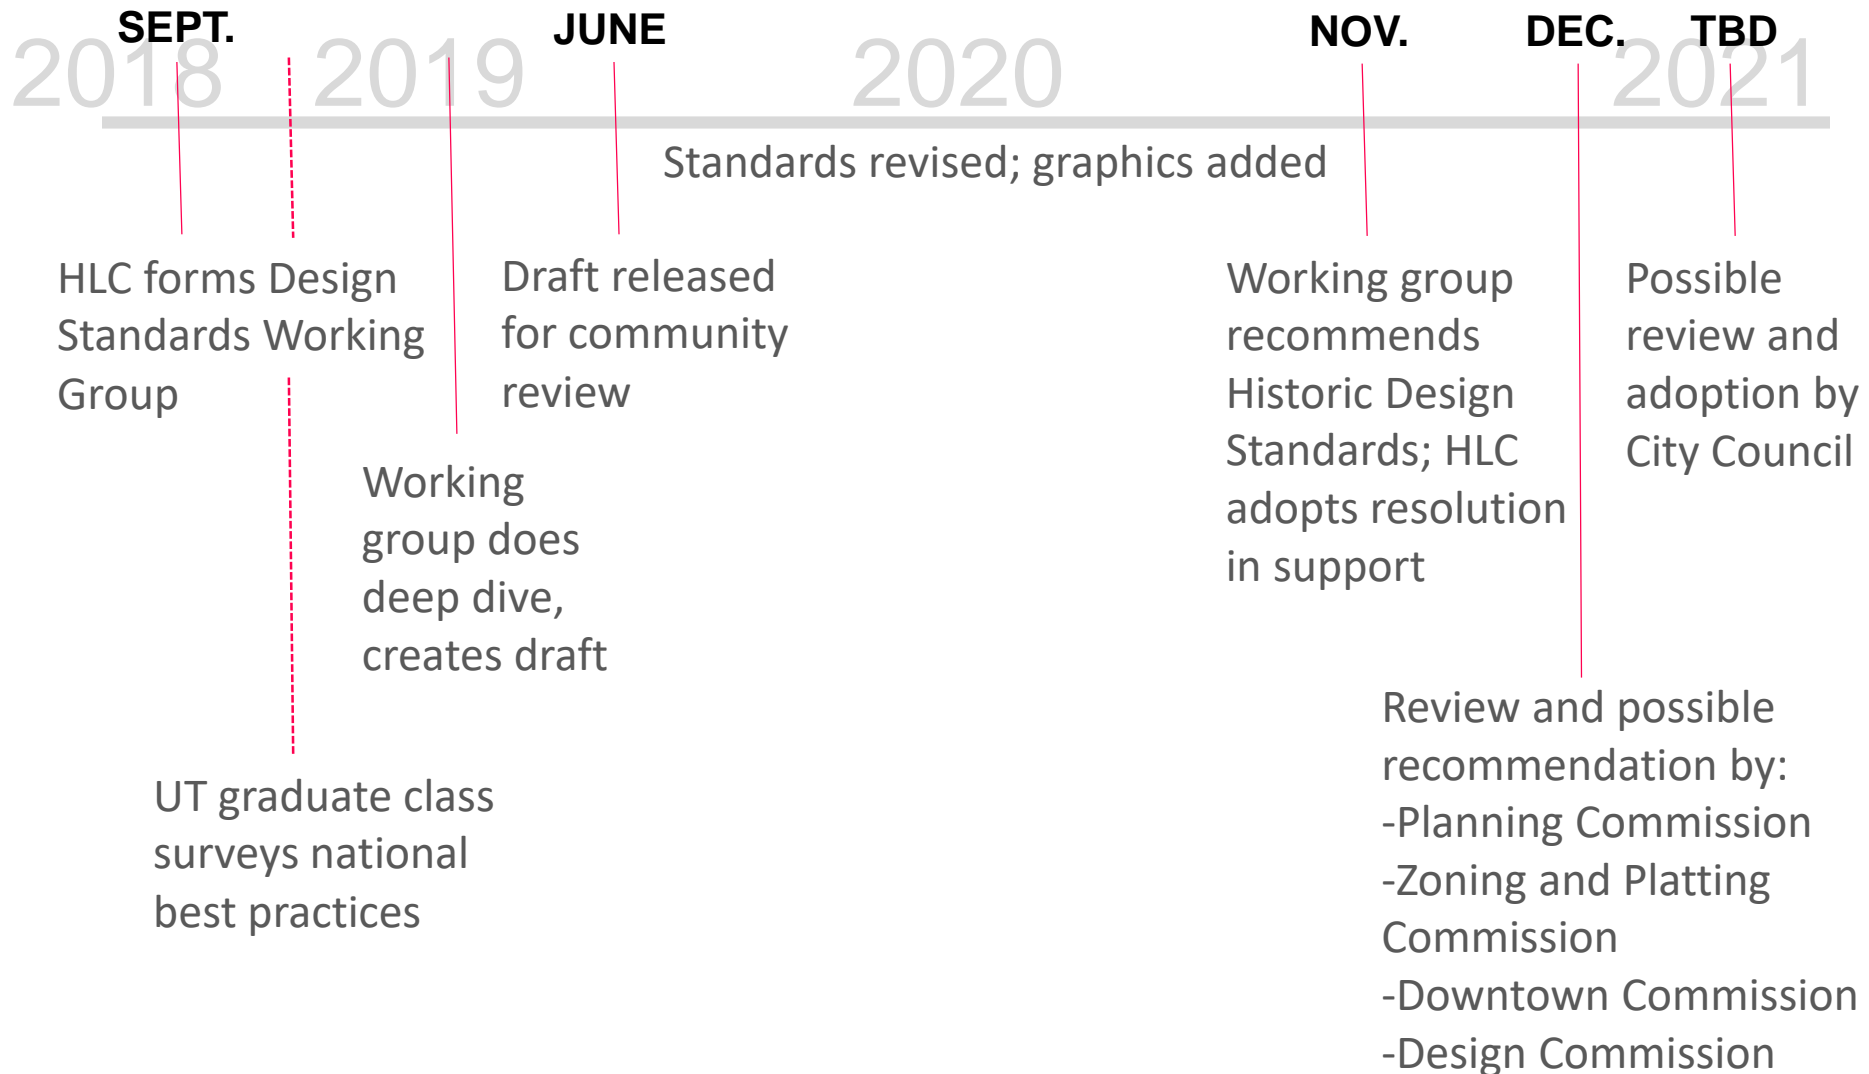 SEPT.
JUNE
NOV.
DEC.
TBD
2018
2019
2020
2021
Standards revised; graphics added
HLC forms Design
Standards Working
Group
Draft released
for community
review
Working group
recommends
Historic Design
Standards; HLC
adopts resolution
in support
Possible
review and
adoption by
City Council
Working
group does
deep dive,
creates draft
UT graduate class
surveys national
best practices
Review and possible
recommendation by:
-Planning Commission
-Zoning and Platting
Commission
-Downtown Commission
-Design Commission